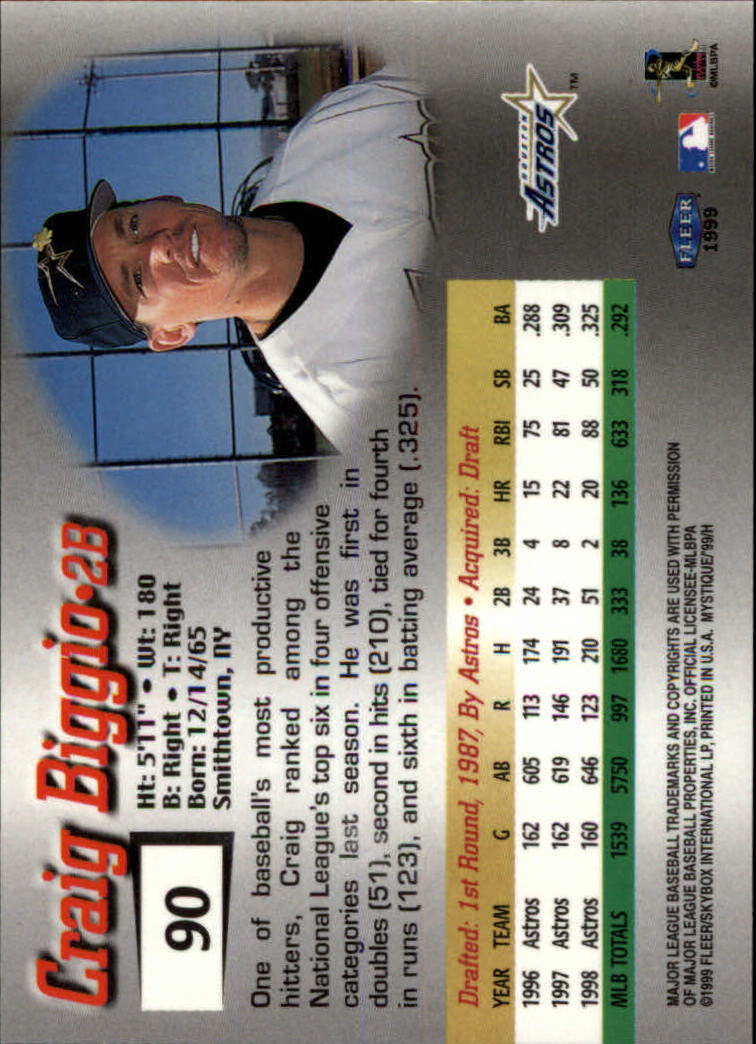 Craig Biggio•2B
90
Ht: 5'11" • Wt: 180
B: Right • T: Right
Born: 12/14/65
Smithtown, NY
One of baseball's most productive
hitters, Craig ranked among the
National League's top six in four offensive
categories last season. He was first in
doubles (51), second in hits (210), tied for fourth
in runs (123), and sixth in batting average (.325).
Drafted: 1st Round, 1987, By Astros • Acquired: Draft
YEAR TEAM G AB R H 2B 3B HR RBI SB BA
1996 Astros 162 605 113 174 24 4 15 75 25 .288
1997 Astros 162 619 146 191 37 8 22 81 47 .309
1998 Astros 160 646 123 210 51 2 20 88 50 .325
MLB TOTALS 1539 5750 997 1680 333 38 136 633 318 .292
HOUSTON
ASTROS TM
MAJOR LEAGUE BASEBALL TRADEMARKS AND COPYRIGHTS ARE USED WITH PERMISSION
OF MAJOR LEAGUE BASEBALL PROPERTIES, INC. OFFICIAL LICENSEE-MLBPA
©1999 FLEER/SKYBOX INTERNATIONAL LP, PRINTED IN U.S.A. MYSTIQUE/'99/H
FLEER
1999
©MLBPA